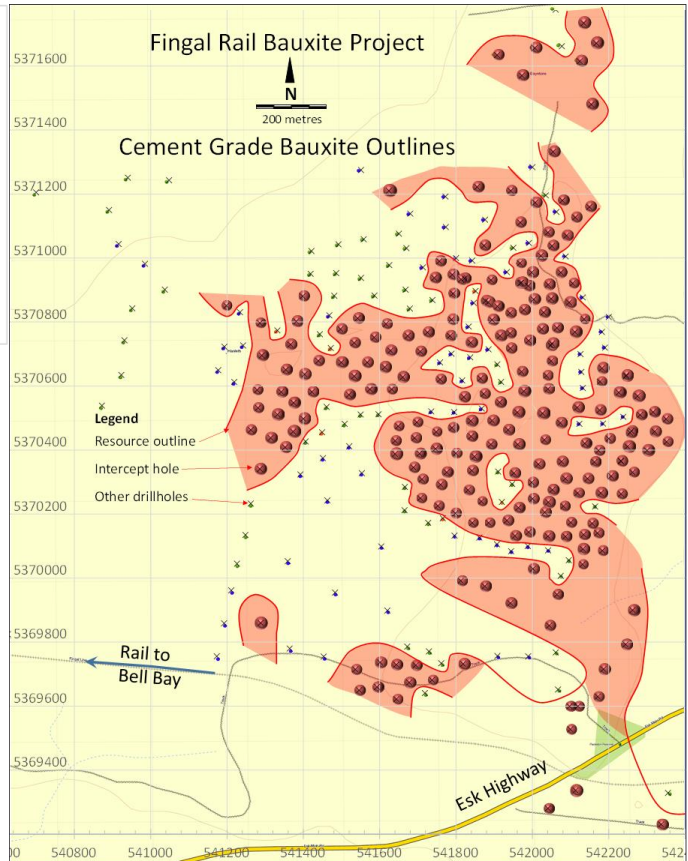 Fingal Rail Bauxite Project
N
200 metres
Cement Grade Bauxite Outlines
5371600
5371400
5371200
5371000
5370800
5370600
5370400
5370200
5370000
5369800
5369600
5369400
Legend
Resource outline
Intercept hole
Other drillholes
Rail to
Bell Bay
Esk Highway
00
540800
541000
541200
541400
541600
541800
542000
542200
542